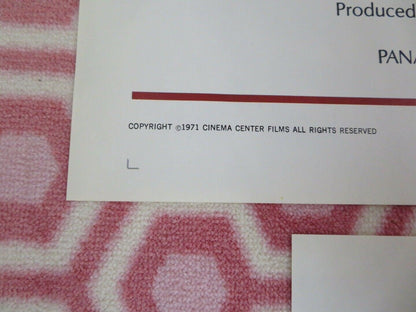 Produced
PANA
COPYRIGHT ©1971 CINEMA CENTER FILMS ALL RIGHTS RESERVED